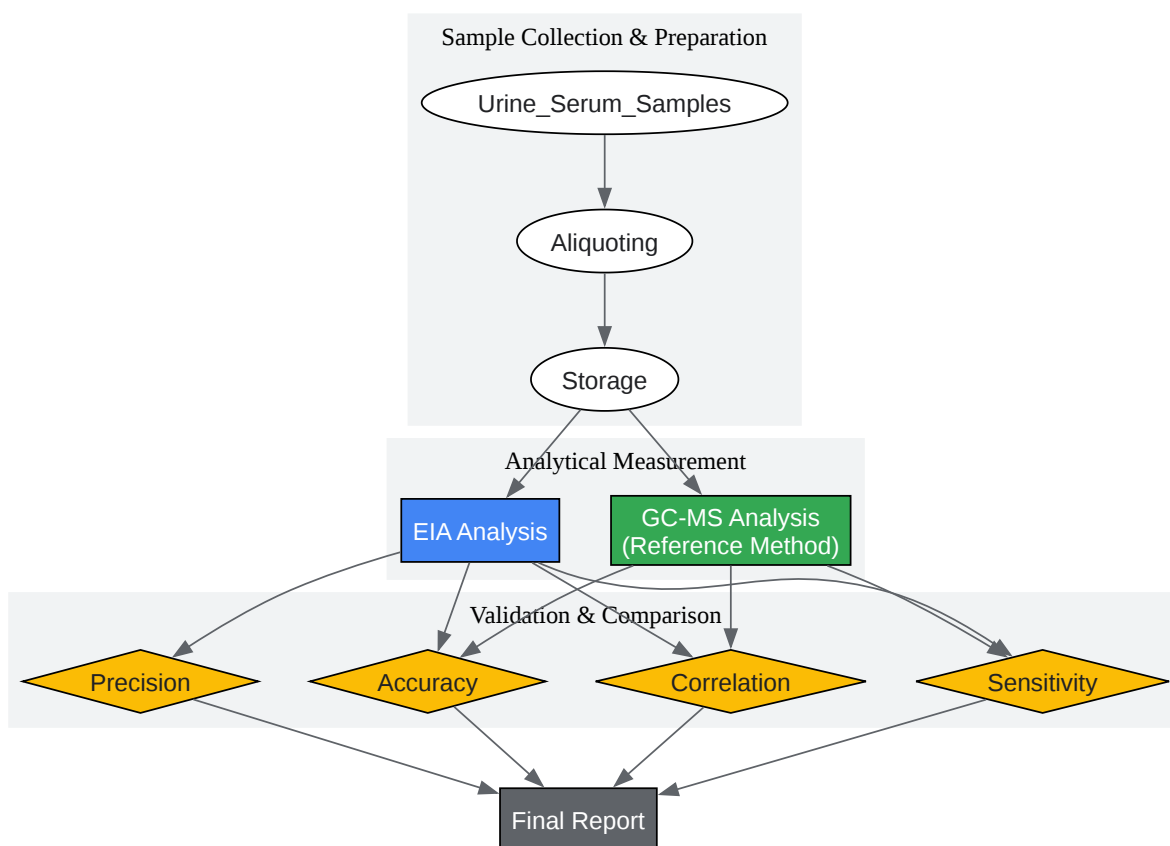 Sample Collection & Preparation
Urine_Serum_Samples
Aliquoting
Storage
Analytical Measurement
EIA Analysis
GC-MS Analysis
(Reference Method)
Validation & Comparison
Precision
Accuracy
Correlation
Sensitivity
Final Report